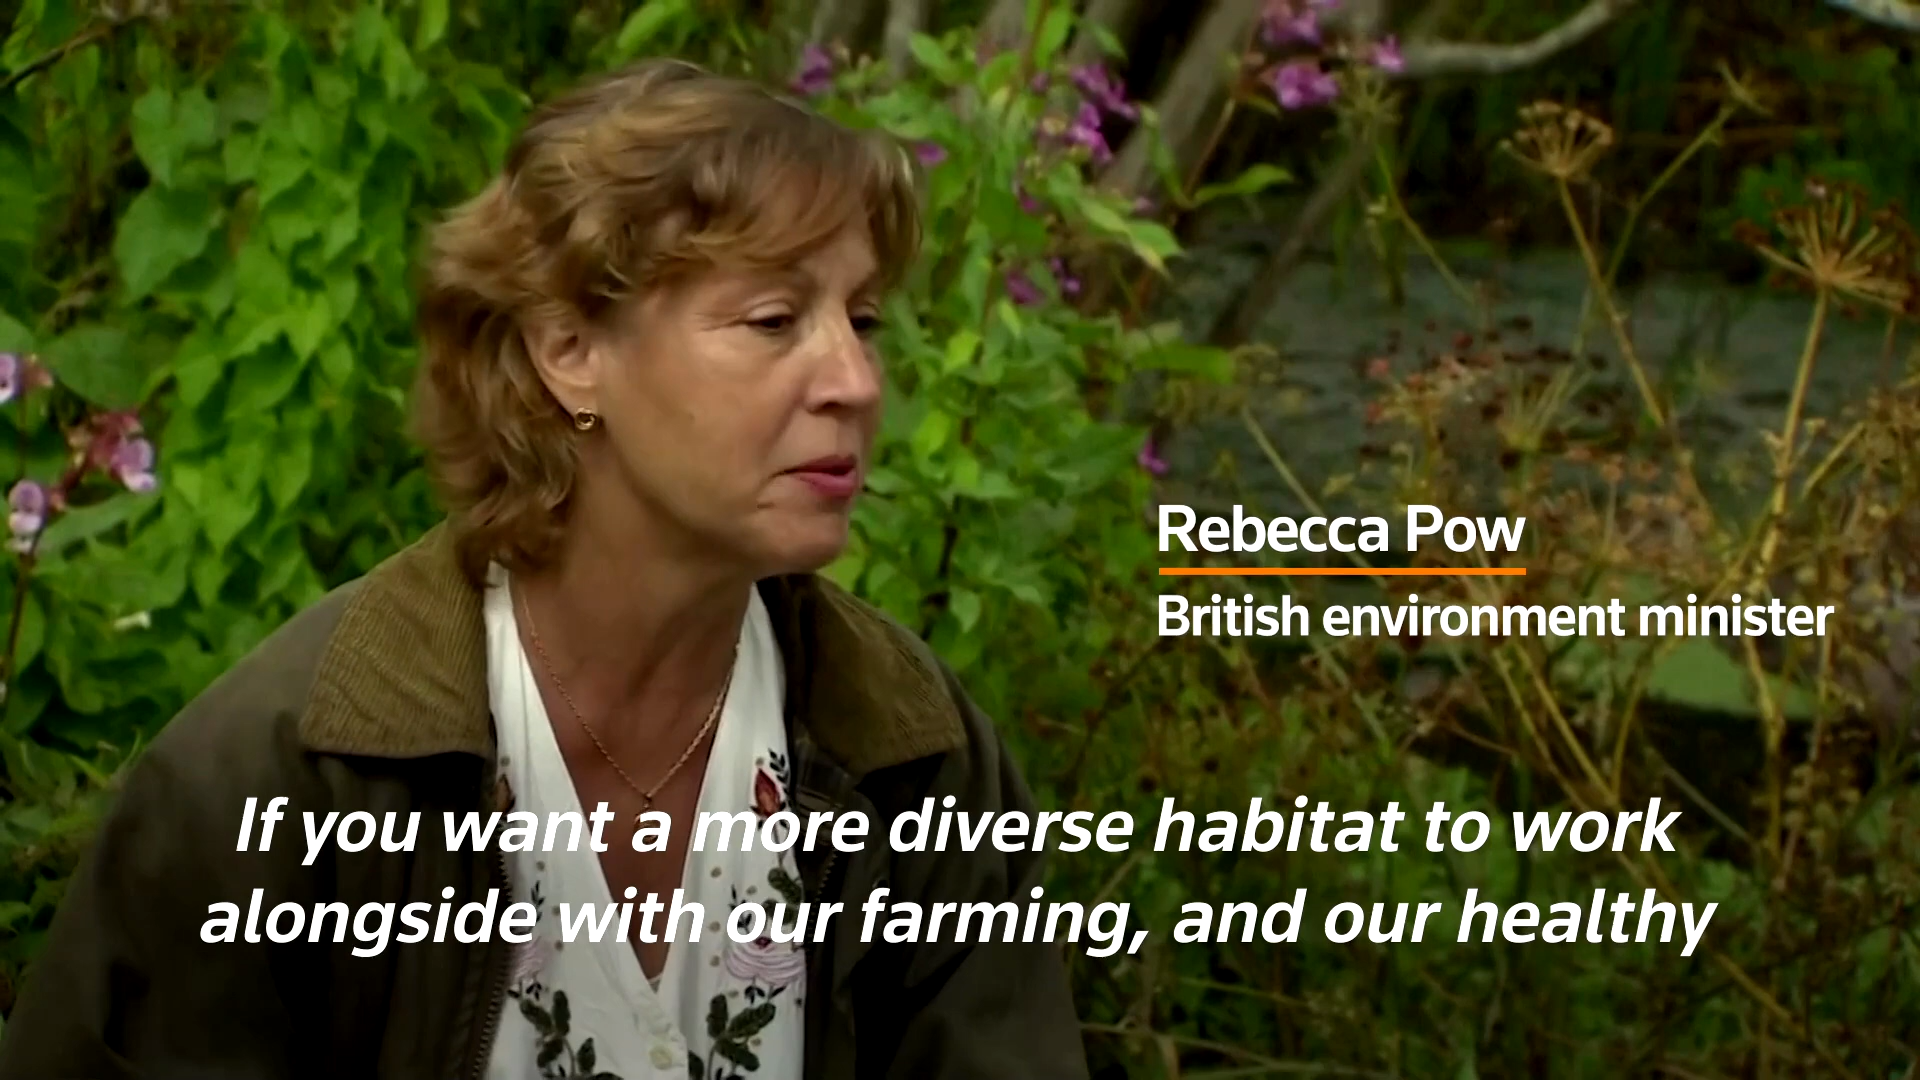 Rebecca Pow
British environment minister
If you want a more diverse habitat to work
alongside with our farming, and our healthy